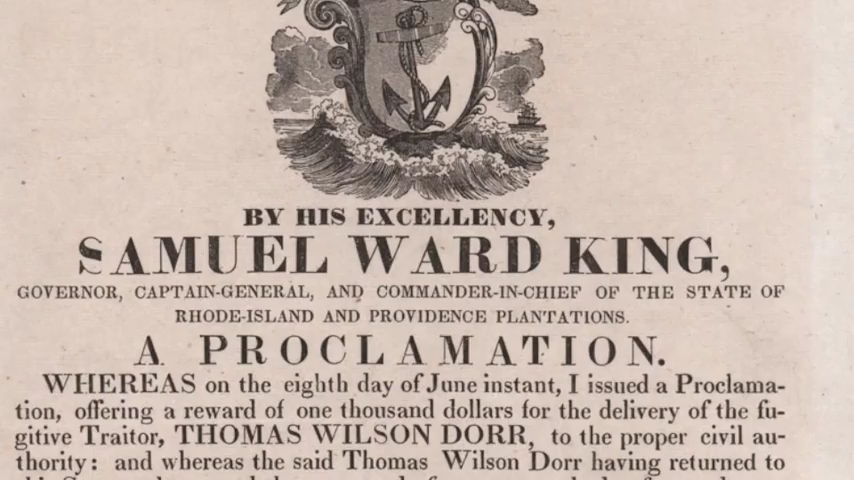 BY HIS EXCELLENCY,
SAMUEL WARD KING,
GOVERNOR, CAPTAIN-GENERAL, AND COMMANDER-IN-CHIEF OF THE STATE OF
RHODE-ISLAND AND PROVIDENCE PLANTATIONS.
A PROCLAMATION.
WHEREAS on the eighth day of June instant, I issued a Proclama-
tion, offering a reward of one thousand dollars for the delivery of the fu-
gitive Traitor, THOMAS WILSON DORR, to the proper civil au-
thority: and whereas the said Thomas Wilson Dorr having returned to